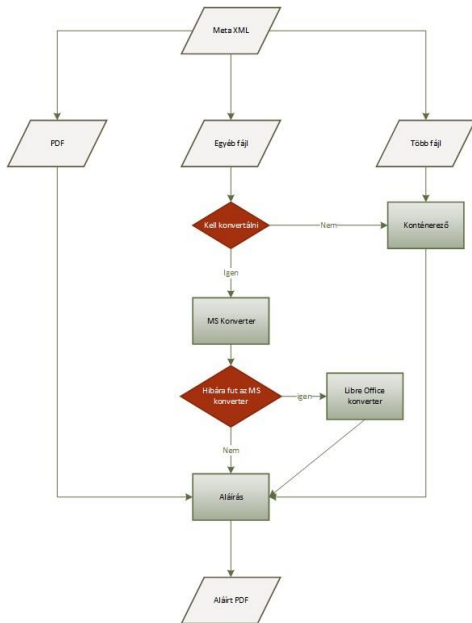 Meta XML
PDF
Egyéb fájl
Több fájl
Kell konvertálni
Nem
Konténerező
Igen
MS Konverter
Hibára fut az MS
konverter
igen
Libre Office
konverter
Nem
Aláírás
Aláírt PDF